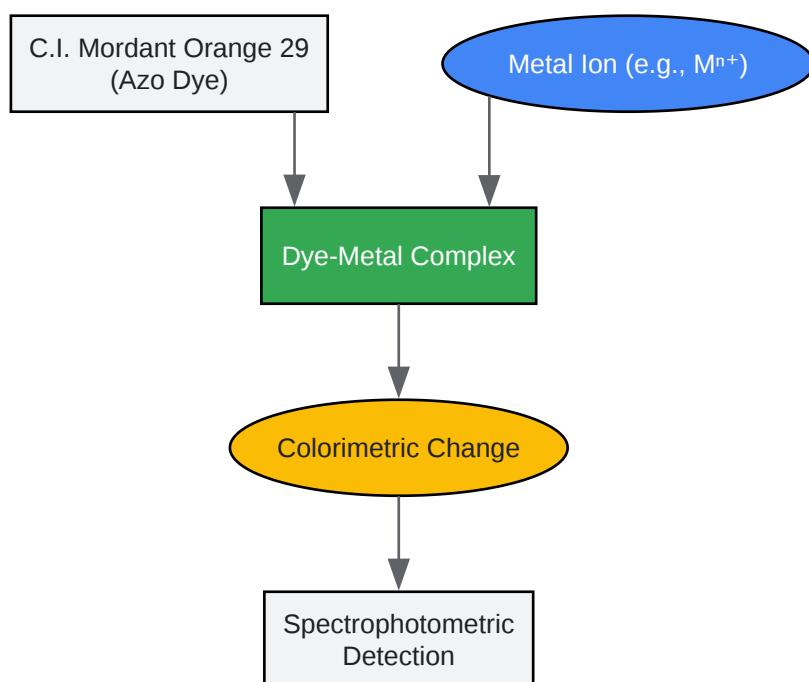 C.I. Mordant Orange 29
(Azo Dye)
Metal Ion (e.g., Mⁿ⁺)
Dye-Metal Complex
Colorimetric Change
Spectrophotometric
Detection